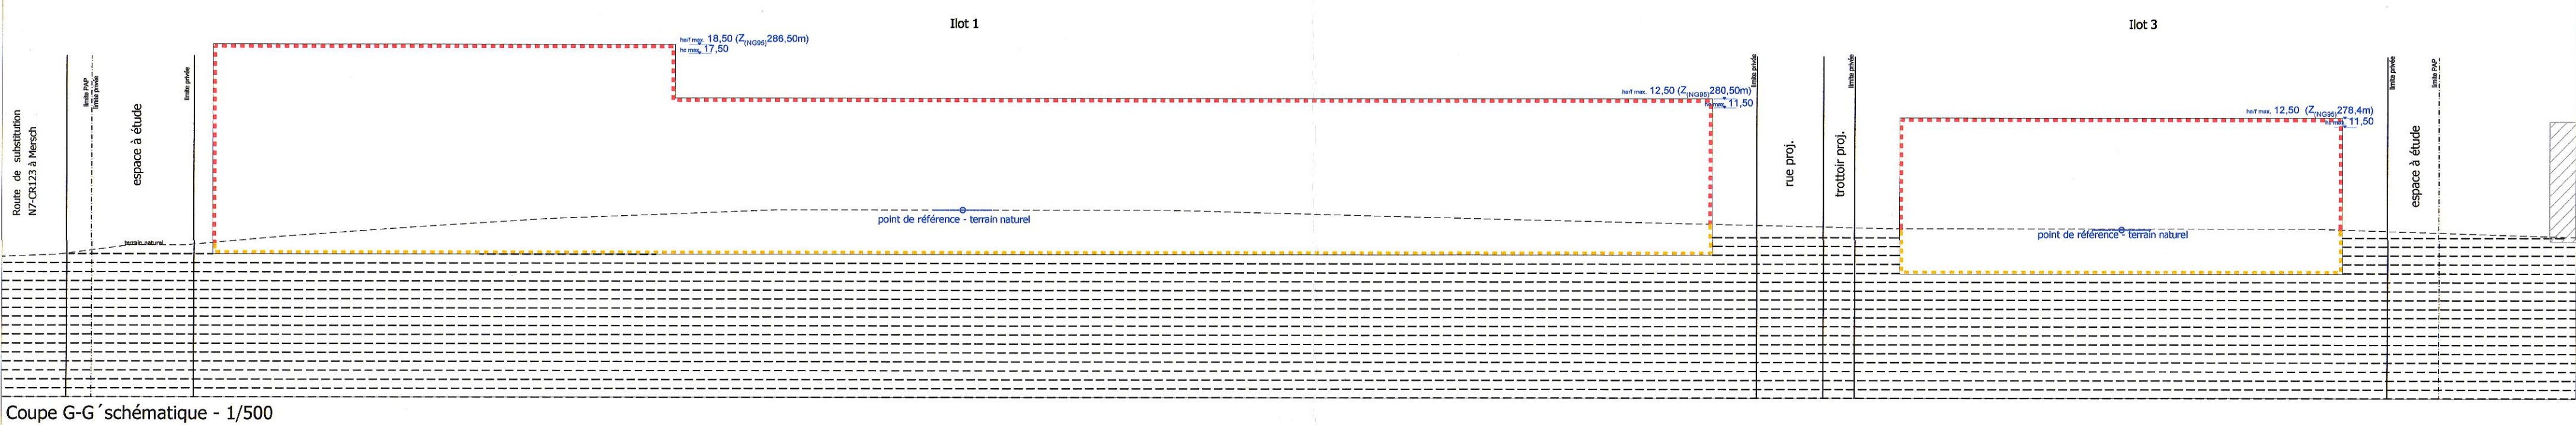 Ilot 1
Ilot 3
ha/f max. 18,50 (Z(NG95)286,50m)
hc max. 17,50
ha/f max. 12,50 (Z(NG95)280,50m)
hc max. 11,50
ha/f max. 12,50 (Z(NG95)278,4m)
hc max. 11,50
Route de substitution
N7-CR123 à Mersch
limite PAP
limite privée
espace à étude
limite privée
terrain naturel
point de référence - terrain naturel
limite privée
rue proj.
trottoir proj.
limite privée
point de référence - terrain naturel
limite privée
espace à étude
limite PAP
Coupe G-G´schématique - 1/500